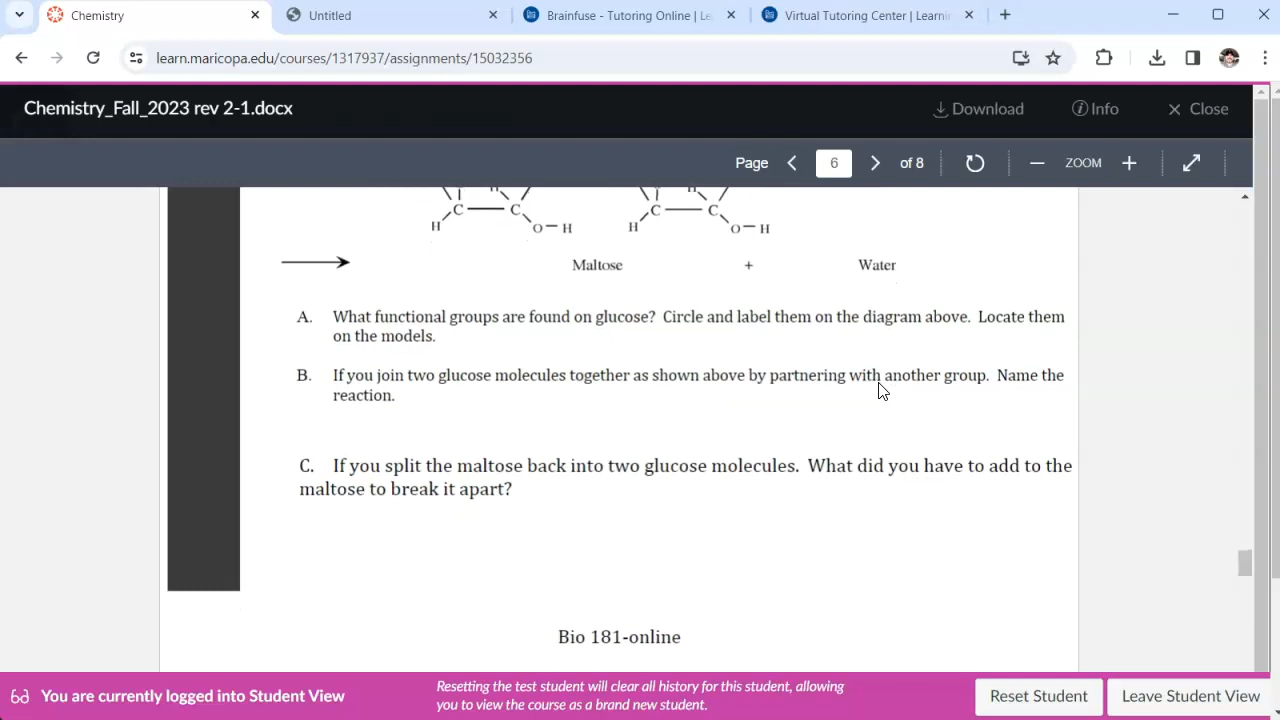 Chemistry
Untitled
Brainfuse - Tutoring Online | Le
Virtual Tutoring Center | Learni
learn.maricopa.edu/courses/1317937/assignments/15032356
Chemistry_Fall_2023 rev 2-1.docx
Download
Info
Close
Page
6
of 8
ZOOM
H
H
C
C
C
C
H
O
H
H
O
H
Maltose
+
Water
A. What functional groups are found on glucose? Circle and label them on the diagram above. Locate them
on the models.
B. If you join two glucose molecules together as shown above by partnering with another group. Name the
reaction.
C. If you split the maltose back into two glucose molecules. What did you have to add to the
maltose to break it apart?
Bio 181-online
You are currently logged into Student View
Resetting the test student will clear all history for this student, allowing
you to view the course as a brand new student.
Reset Student
Leave Student View